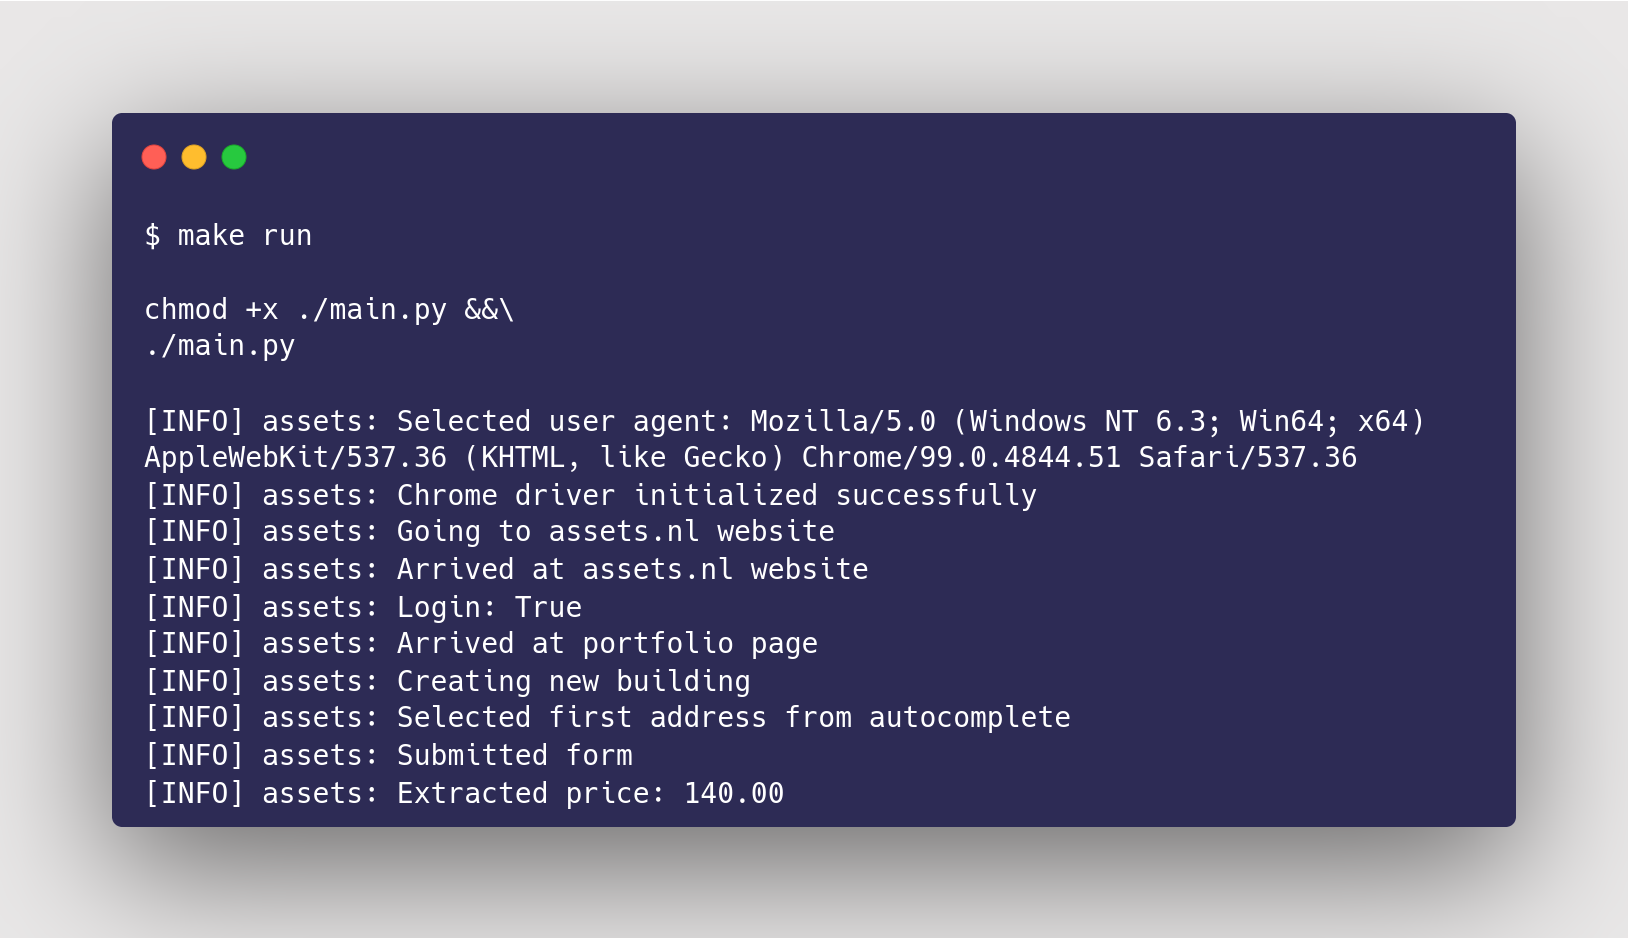 $ make run
chmod +x ./main.py &&\
./main.py
[INFO] assets: Selected user agent: Mozilla/5.0 (Windows NT 6.3; Win64; x64)
AppleWebKit/537.36 (KHTML, like Gecko) Chrome/99.0.4844.51 Safari/537.36
[INFO] assets: Chrome driver initialized successfully
[INFO] assets: Going to assets.nl website
[INFO] assets: Arrived at assets.nl website
[INFO] assets: Login: True
[INFO] assets: Arrived at portfolio page
[INFO] assets: Creating new building
[INFO] assets: Selected first address from autocomplete
[INFO] assets: Submitted form
[INFO] assets: Extracted price: 140.00